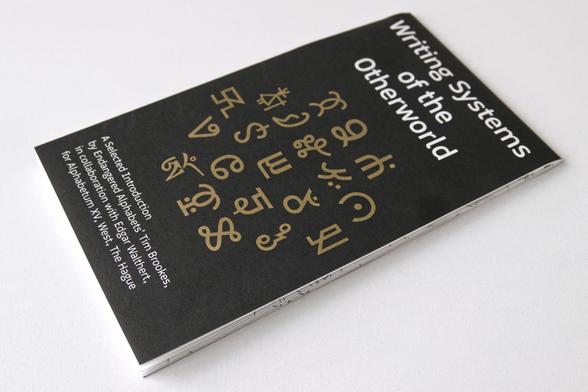 Writing Systems
of the
Otherworld
A Selected Introduction
by Endangered Alphabets' Tim Brookes,
in collaboration with Edgar Walthert,
for Alphabetum XV, West, The Hague